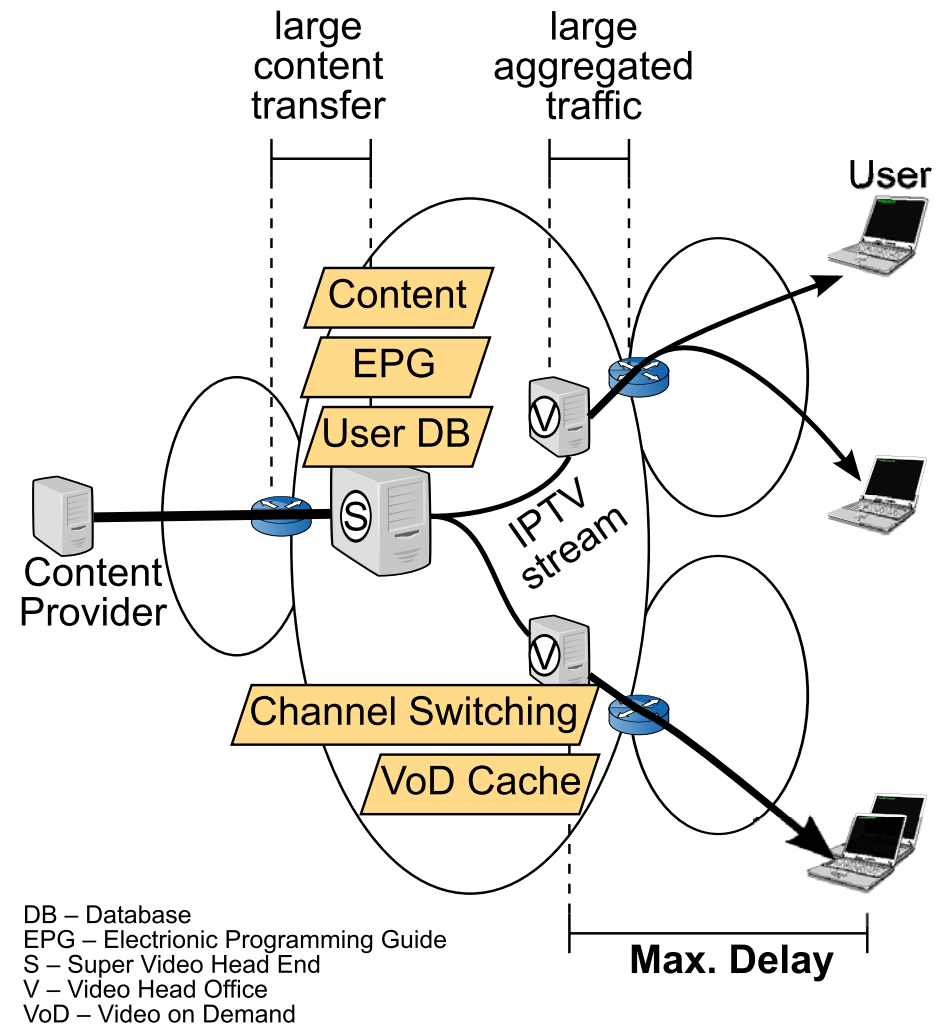 large
content
transfer
large
aggregated
traffic
User
Content
EPG
User DB
V
S
IPTV
stream
Content
Provider
V
Channel Switching
VoD Cache
Max. Delay
DB – Database
EPG – Electrionic Programming Guide
S – Super Video Head End
V – Video Head Office
VoD – Video on Demand